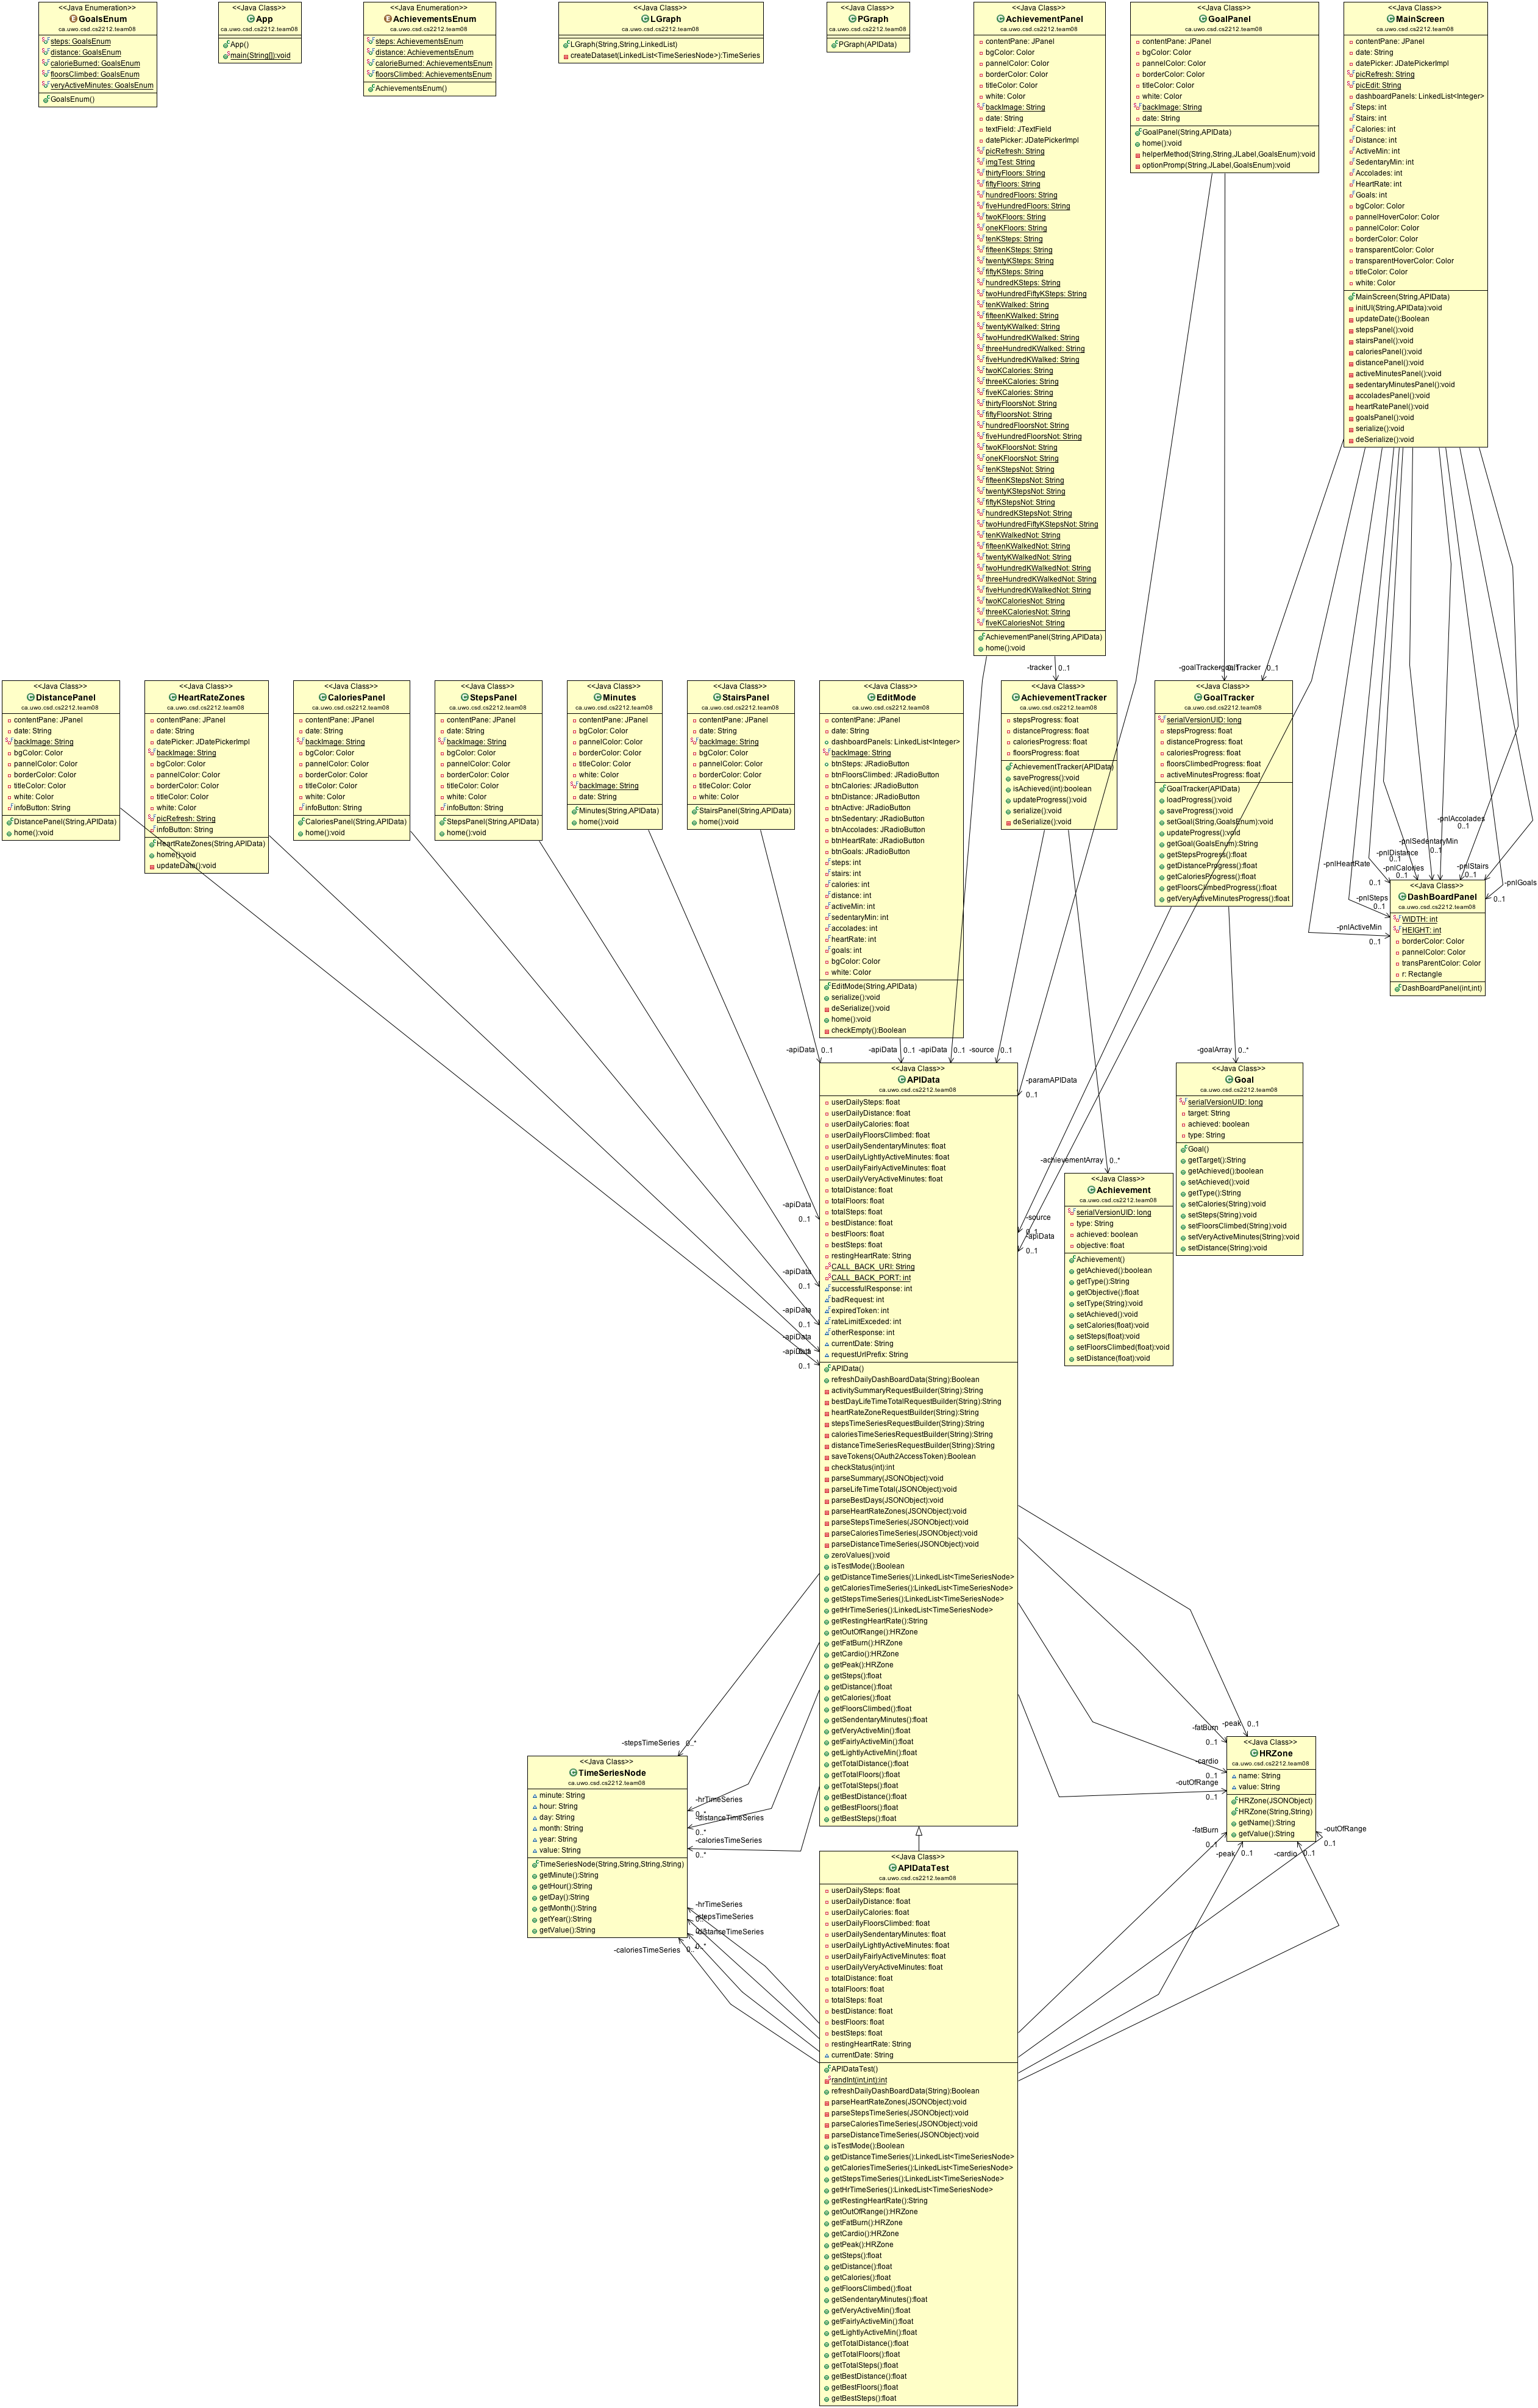 <<Java Enumeration>>
GoalsEnum
ca.uwo.csd.cs2212.team08
steps: GoalsEnum
distance: GoalsEnum
calorieBurned: GoalsEnum
floorsClimbed: GoalsEnum
veryActiveMinutes: GoalsEnum
GoalsEnum()
<<Java Class>>
App
ca.uwo.csd.cs2212.team08
App()
main(String[]):void
<<Java Enumeration>>
AchievementsEnum
ca.uwo.csd.cs2212.team08
steps: AchievementsEnum
distance: AchievementsEnum
calorieBurned: AchievementsEnum
floorsClimbed: AchievementsEnum
AchievementsEnum()
<<Java Class>>
LGraph
ca.uwo.csd.cs2212.team08
LGraph(String,String,LinkedList)
createDataset(LinkedList<TimeSeriesNode>):TimeSeries
<<Java Class>>
PGraph
ca.uwo.csd.cs2212.team08
PGraph(APIData)
<<Java Class>>
AchievementPanel
ca.uwo.csd.cs2212.team08
contentPane: JPanel
bgColor: Color
pannelColor: Color
borderColor: Color
titleColor: Color
white: Color
backImage: String
date: String
textField: JTextField
datePicker: JDatePickerImpl
picRefresh: String
imgTest: String
thirtyFloors: String
fiftyFloors: String
hundredFloors: String
fiveHundredFloors: String
twoKFloors: String
oneKFloors: String
tenKSteps: String
fifteenKSteps: String
twentyKSteps: String
fiftyKSteps: String
hundredKSteps: String
twoHundredFiftyKSteps: String
tenKWalked: String
fifteenKWalked: String
twentyKWalked: String
twoHundredKWalked: String
threeHundredKWalked: String
fiveHundredKWalked: String
twoKCalories: String
threeKCalories: String
fiveKCalories: String
thirtyFloorsNot: String
fiftyFloorsNot: String
hundredFloorsNot: String
fiveHundredFloorsNot: String
twoKFloorsNot: String
oneKFloorsNot: String
tenKStepsNot: String
fifteenKStepsNot: String
twentyKStepsNot: String
fiftyKStepsNot: String
hundredKStepsNot: String
twoHundredFiftyKStepsNot: String
tenKWalkedNot: String
fifteenKWalkedNot: String
twentyKWalkedNot: String
twoHundredKWalkedNot: String
threeHundredKWalkedNot: String
fiveHundredKWalkedNot: String
twoKCaloriesNot: String
threeKCaloriesNot: String
fiveKCaloriesNot: String
AchievementPanel(String,APIData)
home():void
<<Java Class>>
GoalPanel
ca.uwo.csd.cs2212.team08
contentPane: JPanel
bgColor: Color
pannelColor: Color
borderColor: Color
titleColor: Color
white: Color
backImage: String
date: String
GoalPanel(String,APIData)
home():void
helperMethod(String,String,JLabel,GoalsEnum):void
optionPromp(String,JLabel,GoalsEnum):void
<<Java Class>>
MainScreen
ca.uwo.csd.cs2212.team08
contentPane: JPanel
date: String
datePicker: JDatePickerImpl
picRefresh: String
picEdit: String
dashboardPanels: LinkedList<Integer>
Steps: int
Stairs: int
Calories: int
Distance: int
ActiveMin: int
SedentaryMin: int
Accolades: int
HeartRate: int
Goals: int
bgColor: Color
pannelHoverColor: Color
pannelColor: Color
borderColor: Color
transparentColor: Color
transparentHoverColor: Color
titleColor: Color
white: Color
MainScreen(String,APIData)
initUI(String,APIData):void
updateDate():Boolean
stepsPanel():void
stairsPanel():void
caloriesPanel():void
distancePanel():void
activeMinutesPanel():void
sedentaryMinutesPanel():void
accoladesPanel():void
heartRatePanel():void
goalsPanel():void
serialize():void
deSerialize():void
-tracker 0..1
-goalTracker
-goalTracker 0..1
<<Java Class>>
DistancePanel
ca.uwo.csd.cs2212.team08
contentPane: JPanel
date: String
backImage: String
bgColor: Color
pannelColor: Color
borderColor: Color
titleColor: Color
white: Color
infoButton: String
DistancePanel(String,APIData)
home():void
<<Java Class>>
HeartRateZones
ca.uwo.csd.cs2212.team08
contentPane: JPanel
date: String
datePicker: JDatePickerImpl
backImage: String
bgColor: Color
pannelColor: Color
borderColor: Color
titleColor: Color
white: Color
picRefresh: String
infoButton: String
HeartRateZones(String,APIData)
home():void
updateDate():void
<<Java Class>>
CaloriesPanel
ca.uwo.csd.cs2212.team08
contentPane: JPanel
date: String
backImage: String
bgColor: Color
pannelColor: Color
borderColor: Color
titleColor: Color
white: Color
infoButton: String
CaloriesPanel(String,APIData)
home():void
<<Java Class>>
StepsPanel
ca.uwo.csd.cs2212.team08
contentPane: JPanel
date: String
backImage: String
bgColor: Color
pannelColor: Color
borderColor: Color
titleColor: Color
white: Color
infoButton: String
StepsPanel(String,APIData)
home():void
<<Java Class>>
Minutes
ca.uwo.csd.cs2212.team08
contentPane: JPanel
bgColor: Color
pannelColor: Color
borderColor: Color
titleColor: Color
white: Color
backImage: String
date: String
Minutes(String,APIData)
home():void
<<Java Class>>
StairsPanel
ca.uwo.csd.cs2212.team08
contentPane: JPanel
date: String
backImage: String
bgColor: Color
pannelColor: Color
borderColor: Color
titleColor: Color
white: Color
StairsPanel(String,APIData)
home():void
<<Java Class>>
EditMode
ca.uwo.csd.cs2212.team08
contentPane: JPanel
date: String
dashboardPanels: LinkedList<Integer>
backImage: String
btnSteps: JRadioButton
btnFloorsClimbed: JRadioButton
btnCalories: JRadioButton
btnDistance: JRadioButton
btnActive: JRadioButton
btnSedentary: JRadioButton
btnAccolades: JRadioButton
btnHeartRate: JRadioButton
btnGoals: JRadioButton
steps: int
stairs: int
calories: int
distance: int
activeMin: int
sedentaryMin: int
accolades: int
heartRate: int
goals: int
bgColor: Color
white: Color
EditMode(String,APIData)
serialize():void
deSerialize():void
home():void
checkEmpty():Boolean
<<Java Class>>
AchievementTracker
ca.uwo.csd.cs2212.team08
stepsProgress: float
distanceProgress: float
caloriesProgress: float
floorsProgress: float
AchievementTracker(APIData)
saveProgress():void
isAchieved(int):boolean
updateProgress():void
serialize():void
deSerialize():void
<<Java Class>>
GoalTracker
ca.uwo.csd.cs2212.team08
serialVersionUID: long
stepsProgress: float
distanceProgress: float
caloriesProgress: float
floorsClimbedProgress: float
activeMinutesProgress: float
GoalTracker(APIData)
loadProgress():void
saveProgress():void
setGoal(String,GoalsEnum):void
updateProgress():void
getGoal(GoalsEnum):String
getStepsProgress():float
getDistanceProgress():float
getCaloriesProgress():float
getFloorsClimbedProgress():float
getVeryActiveMinutesProgress():float
-pnlAccolades
0..1
-pnlSedentaryMin
0..1
-pnlDistance
0..1
-pnlHeartRate
-pnlCalories
0..1
-pnlStairs
0..1
0..1
-pnlGoals
0..1
-pnlSteps
0..1
-pnlActiveMin
0..1
<<Java Class>>
DashBoardPanel
ca.uwo.csd.cs2212.team08
WIDTH: int
HEIGHT: int
borderColor: Color
pannelColor: Color
transParentColor: Color
r: Rectangle
DashBoardPanel(int,int)
-apiData 0..1
-apiData 0..1
-apiData 0..1
-source 0..1
-goalArray 0..*
-paramAPIData
0..1
<<Java Class>>
APIData
ca.uwo.csd.cs2212.team08
userDailySteps: float
userDailyDistance: float
userDailyCalories: float
userDailyFloorsClimbed: float
userDailySendentaryMinutes: float
userDailyLightlyActiveMinutes: float
userDailyFairlyActiveMinutes: float
userDailyVeryActiveMinutes: float
totalDistance: float
totalFloors: float
totalSteps: float
bestDistance: float
bestFloors: float
bestSteps: float
restingHeartRate: String
CALL_BACK_URI: String
CALL_BACK_PORT: int
successfulResponse: int
badRequest: int
expiredToken: int
rateLimitExceded: int
otherResponse: int
currentDate: String
requestUrlPrefix: String
APIData()
refreshDailyDashBoardData(String):Boolean
activitySummaryRequestBuilder(String):String
bestDayLifeTimeTotalRequestBuilder(String):String
heartRateZoneRequestBuilder(String):String
stepsTimeSeriesRequestBuilder(String):String
caloriesTimeSeriesRequestBuilder(String):String
distanceTimeSeriesRequestBuilder(String):String
saveTokens(OAuth2AccessToken):Boolean
checkStatus(int):int
parseSummary(JSONObject):void
parseLifeTimeTotal(JSONObject):void
parseBestDays(JSONObject):void
parseHeartRateZones(JSONObject):void
parseStepsTimeSeries(JSONObject):void
parseCaloriesTimeSeries(JSONObject):void
parseDistanceTimeSeries(JSONObject):void
zeroValues():void
isTestMode():Boolean
getDistanceTimeSeries():LinkedList<TimeSeriesNode>
getCaloriesTimeSeries():LinkedList<TimeSeriesNode>
getStepsTimeSeries():LinkedList<TimeSeriesNode>
getHrTimeSeries():LinkedList<TimeSeriesNode>
getRestingHeartRate():String
getOutOfRange():HRZone
getFatBurn():HRZone
getCardio():HRZone
getPeak():HRZone
getSteps():float
getDistance():float
getCalories():float
getFloorsClimbed():float
getSendentaryMinutes():float
getVeryActiveMin():float
getFairlyActiveMin():float
getLightlyActiveMin():float
getTotalDistance():float
getTotalFloors():float
getTotalSteps():float
getBestDistance():float
getBestFloors():float
getBestSteps():float
<<Java Class>>
Goal
ca.uwo.csd.cs2212.team08
serialVersionUID: long
target: String
achieved: boolean
type: String
Goal()
getTarget():String
getAchieved():boolean
setAchieved():void
getType():String
setCalories(String):void
setSteps(String):void
setFloorsClimbed(String):void
setVeryActiveMinutes(String):void
setDistance(String):void
-achievementArray 0..*
<<Java Class>>
Achievement
ca.uwo.csd.cs2212.team08
serialVersionUID: long
type: String
achieved: boolean
objective: float
Achievement()
getAchieved():boolean
getType():String
getObjective():float
setType(String):void
setAchieved():void
setCalories(float):void
setSteps(float):void
setFloorsClimbed(float):void
setDistance(float):void
-source
0..1
-apiData
0..1
-apiData
0..1
-apiData
0..1
-apiData
0..1
-apiData
-apiData
0..1
-stepsTimeSeries 0..*
-hrTimeSeries
0..*
-distanceTimeSeries
0..*
-caloriesTimeSeries
0..*
<<Java Class>>
TimeSeriesNode
ca.uwo.csd.cs2212.team08
minute: String
hour: String
day: String
month: String
year: String
value: String
TimeSeriesNode(String,String,String,String)
getMinute():String
getHour():String
getDay():String
getMonth():String
getYear():String
getValue():String
-hrTimeSeries
-stepsTimeSeries
-distanceTimeSeries
-caloriesTimeSeries
-peak 0..1
-fatBurn
0..1
-cardio
0..1
-outOfRange
0..1
<<Java Class>>
HRZone
ca.uwo.csd.cs2212.team08
name: String
value: String
HRZone(JSONObject)
HRZone(String,String)
getName():String
getValue():String
-fatBurn
0..1
-peak 0..1
-cardio 0..1
-outOfRange
0..1
<<Java Class>>
APIDataTest
ca.uwo.csd.cs2212.team08
userDailySteps: float
userDailyDistance: float
userDailyCalories: float
userDailyFloorsClimbed: float
userDailySendentaryMinutes: float
userDailyLightlyActiveMinutes: float
userDailyFairlyActiveMinutes: float
userDailyVeryActiveMinutes: float
totalDistance: float
totalFloors: float
totalSteps: float
bestDistance: float
bestFloors: float
bestSteps: float
restingHeartRate: String
currentDate: String
APIDataTest()
randInt(int,int):int
refreshDailyDashBoardData(String):Boolean
parseHeartRateZones(JSONObject):void
parseStepsTimeSeries(JSONObject):void
parseCaloriesTimeSeries(JSONObject):void
parseDistanceTimeSeries(JSONObject):void
isTestMode():Boolean
getDistanceTimeSeries():LinkedList<TimeSeriesNode>
getCaloriesTimeSeries():LinkedList<TimeSeriesNode>
getStepsTimeSeries():LinkedList<TimeSeriesNode>
getHrTimeSeries():LinkedList<TimeSeriesNode>
getRestingHeartRate():String
getOutOfRange():HRZone
getFatBurn():HRZone
getCardio():HRZone
getPeak():HRZone
getSteps():float
getDistance():float
getCalories():float
getFloorsClimbed():float
getSendentaryMinutes():float
getVeryActiveMin():float
getFairlyActiveMin():float
getLightlyActiveMin():float
getTotalDistance():float
getTotalFloors():float
getTotalSteps():float
getBestDistance():float
getBestFloors():float
getBestSteps():float